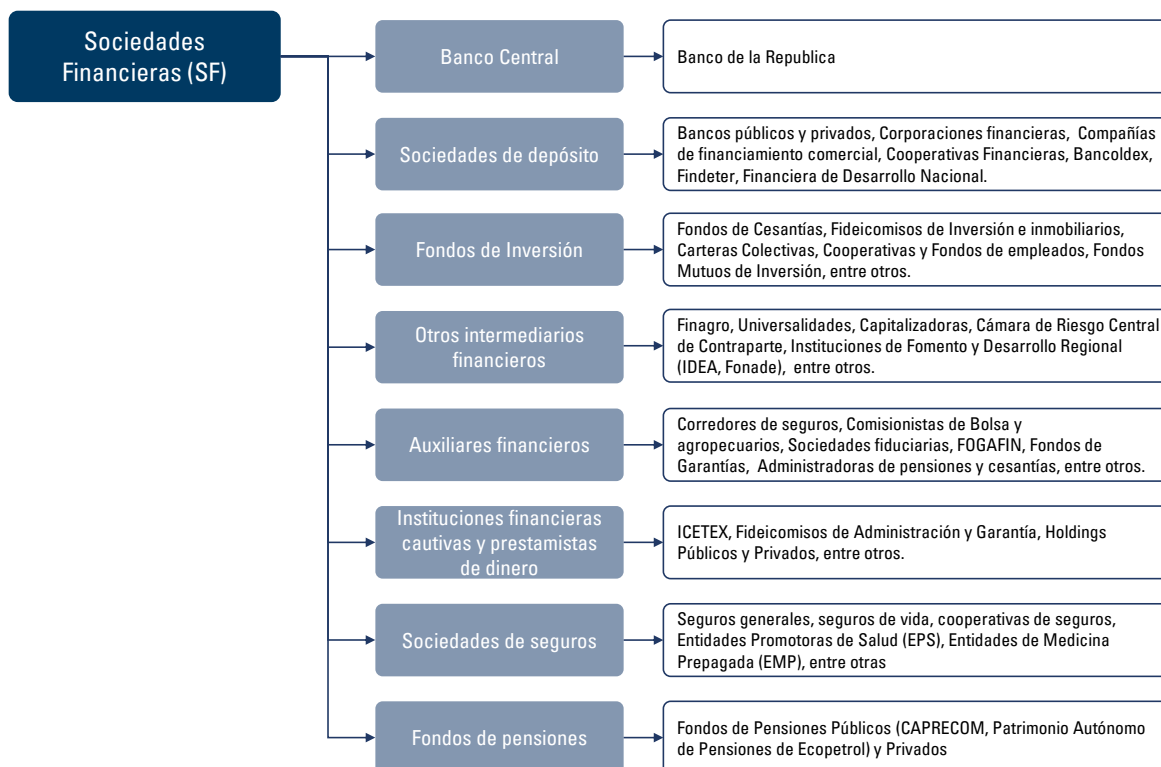 Sociedades
Financieras (SF)
Banco Central
Banco de la Republica
Sociedades de depósito
Bancos públicos y privados, Corporaciones financieras, Compañías
de financiamiento comercial, Cooperativas Financieras, Bancoldex,
Findeter, Financiera de Desarrollo Nacional.
Fondos de Inversión
Fondos de Cesantías, Fideicomisos de Inversión e inmobiliarios,
Carteras Colectivas, Cooperativas y Fondos de empleados, Fondos
Mutuos de Inversión, entre otros.
Otros intermediarios
financieros
Finagro, Universalidades, Capitalizadoras, Cámara de Riesgo Central
de Contraparte, Instituciones de Fomento y Desarrollo Regional
(IDEA, Fonade), entre otros.
Auxiliares financieros
Corredores de seguros, Comisionistas de Bolsa y
agropecuarios, Sociedades fiduciarias, FOGAFIN, Fondos de
Garantías, Administradoras de pensiones y cesantías, entre otros.
Instituciones financieras
cautivas y prestamistas
de dinero
ICETEX, Fideicomisos de Administración y Garantía, Holdings
Públicos y Privados, entre otros.
Sociedades de seguros
Seguros generales, seguros de vida, cooperativas de seguros,
Entidades Promotoras de Salud (EPS), Entidades de Medicina
Prepagada (EMP), entre otras
Fondos de pensiones
Fondos de Pensiones Públicos (CAPRECOM, Patrimonio Autónomo
de Pensiones de Ecopetrol) y Privados